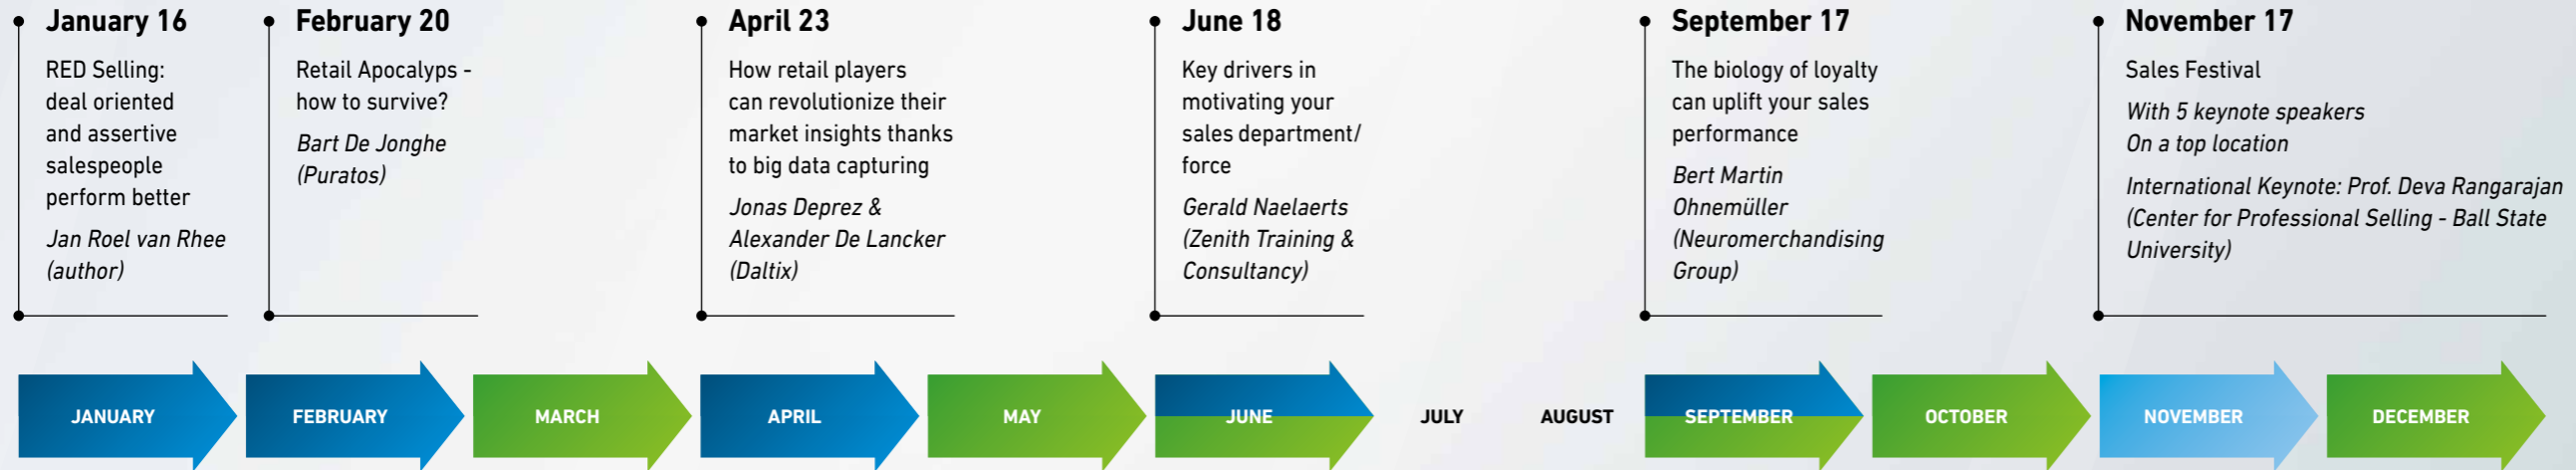 January 16
RED Selling:
deal oriented
and assertive
salespeople
perform better
Jan Roel van Rhee
(author)
February 20
Retail Apocalyps -
how to survive?
Bart De Jonghe
(Puratos)
April 23
How retail players
can revolutionize their
market insights thanks
to big data capturing
Jonas Deprez &
Alexander De Lancker
(Daltix)
June 18
Key drivers in
motivating your
sales department/
force
Gerald Naelaerts
(Zenith Training &
Consultancy)
September 17
The biology of loyalty
can uplift your sales
performance
Bert Martin
Ohnemüller
(Neuromerchandising
Group)
November 17
Sales Festival
With 5 keynote speakers
On a top location
International Keynote: Prof. Deva Rangarajan
(Center for Professional Selling - Ball State
University)
JANUARY
FEBRUARY
MARCH
APRIL
MAY
JUNE
JULY
AUGUST
SEPTEMBER
OCTOBER
NOVEMBER
DECEMBER